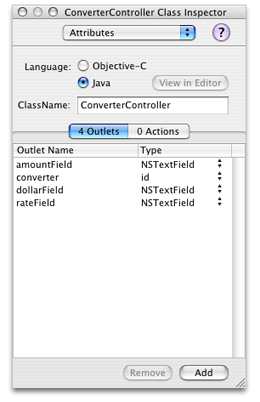 ConverterController Class Inspector
Attributes
?
Language: Objective-C
Java View in Editor
ClassName: ConverterController
4 Outlets 0 Actions
Outlet Name Type
amountField NSTextField
converter id
dollarField NSTextField
rateField NSTextField
Remove Add